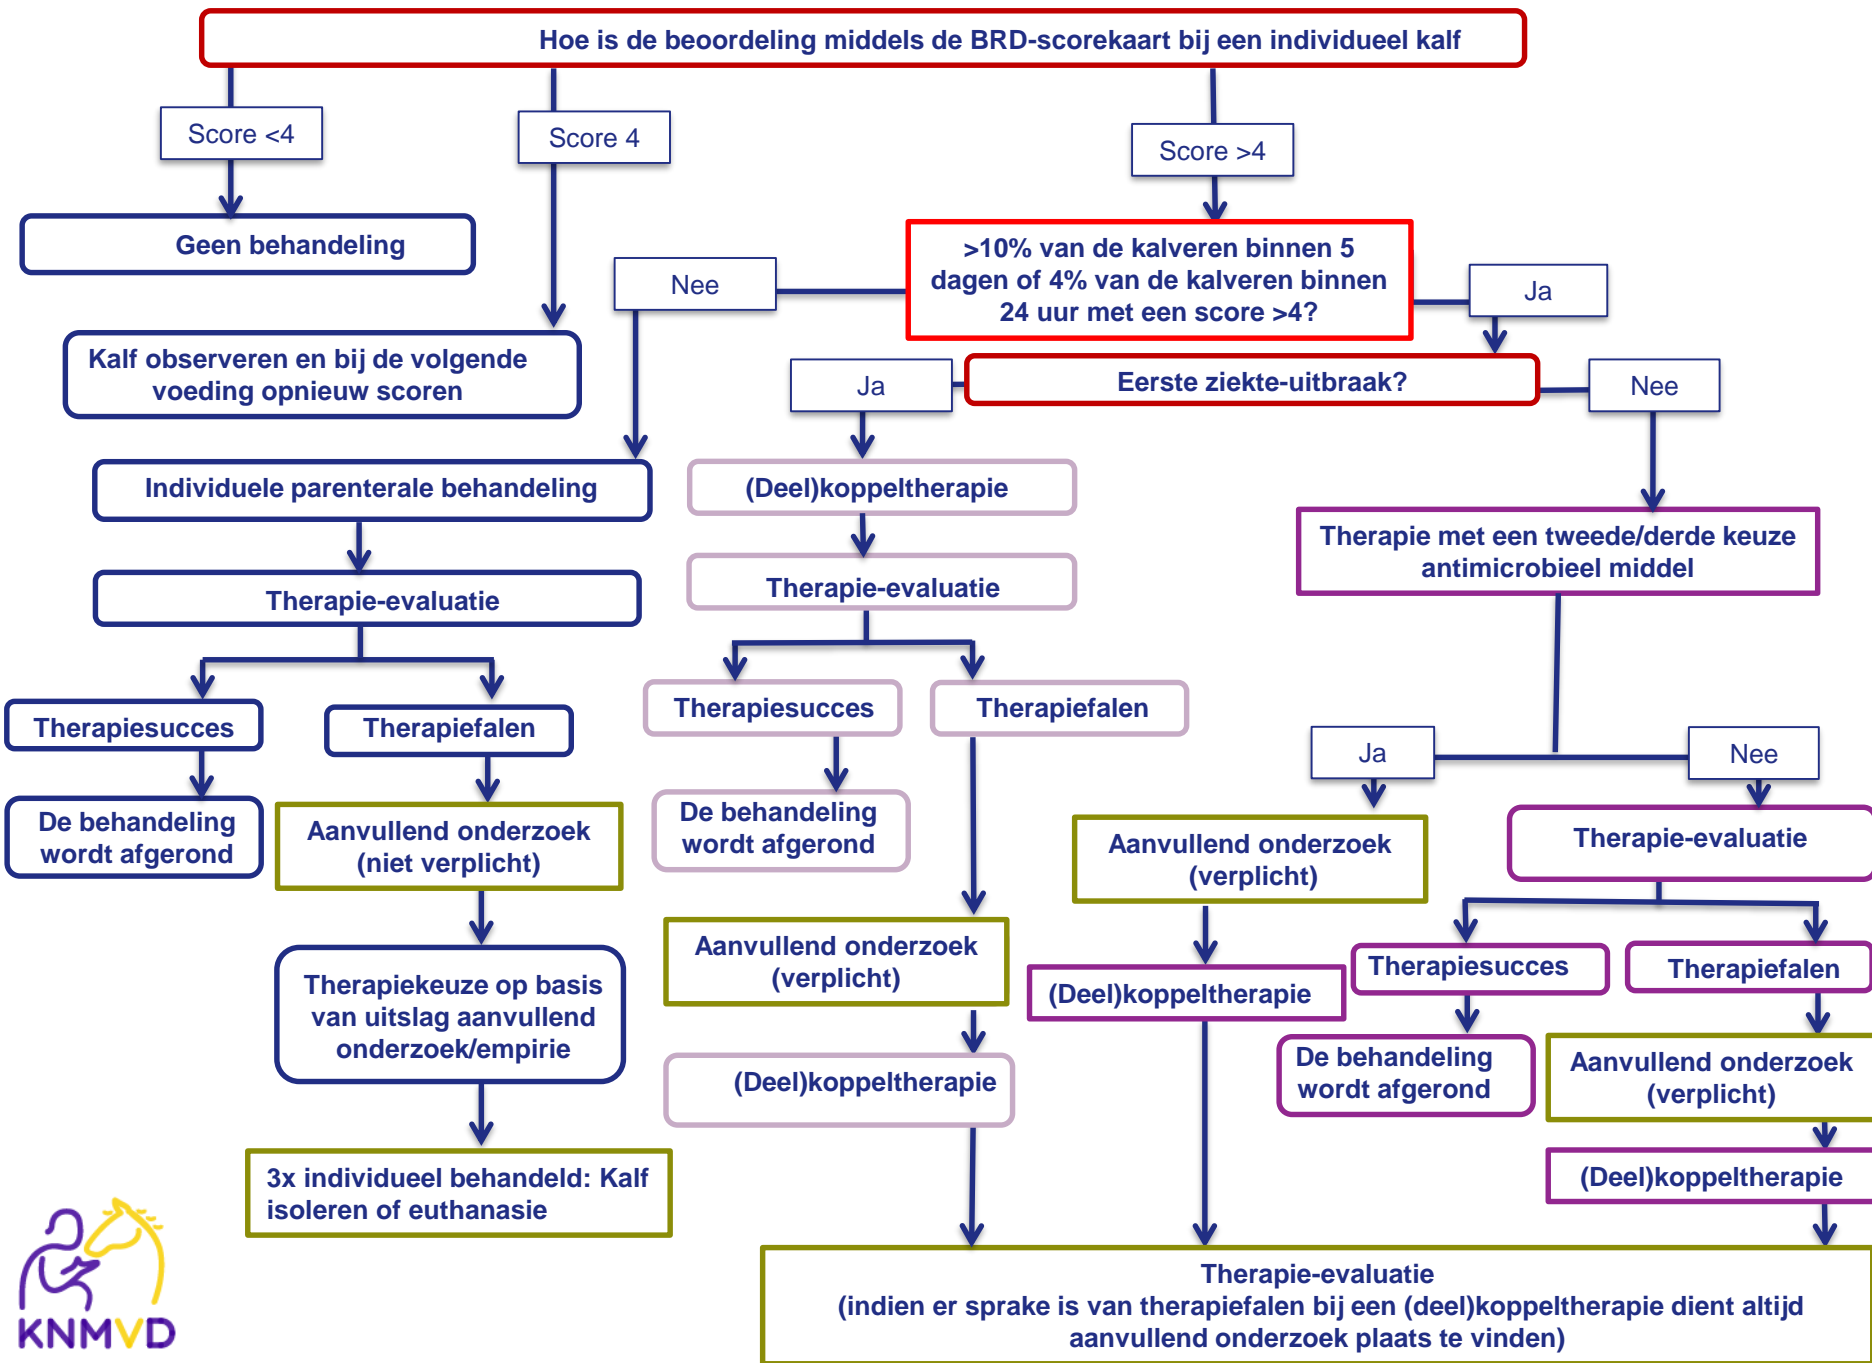 Hoe is de beoordeling middels de BRD-scorekaart bij een individueel kalf
Score <4
Score 4
Score >4
Geen behandeling
>10% van de kalveren binnen 5
dagen of 4% van de kalveren binnen
24 uur met een score >4?
Nee
Ja
Kalf observeren en bij de volgende
voeding opnieuw scoren
Ja
Eerste ziekte-uitbraak?
Nee
Individuele parenterale behandeling
(Deel)koppeltherapie
Therapie met een tweede/derde keuze
antimicrobieel middel
Therapie-evaluatie
Therapie-evaluatie
Therapiesucces
Therapiefalen
Therapiesucces
Therapiefalen
Ja
Nee
De behandeling
wordt afgerond
Aanvullend onderzoek
(niet verplicht)
De behandeling
wordt afgerond
Aanvullend onderzoek
(verplicht)
Therapie-evaluatie
Therapiekeuze op basis
van uitslag aanvullend
onderzoek/empirie
Aanvullend onderzoek
(verplicht)
(Deel)koppeltherapie
Therapiesucces
Therapiefalen
(Deel)koppeltherapie
De behandeling
wordt afgerond
Aanvullend onderzoek
(verplicht)
3x individueel behandeld: Kalf
isoleren of euthanasie
(Deel)koppeltherapie
Therapie-evaluatie
(indien er sprake is van therapiefalen bij een (deel)koppeltherapie dient altijd
aanvullend onderzoek plaats te vinden)
KNMVD